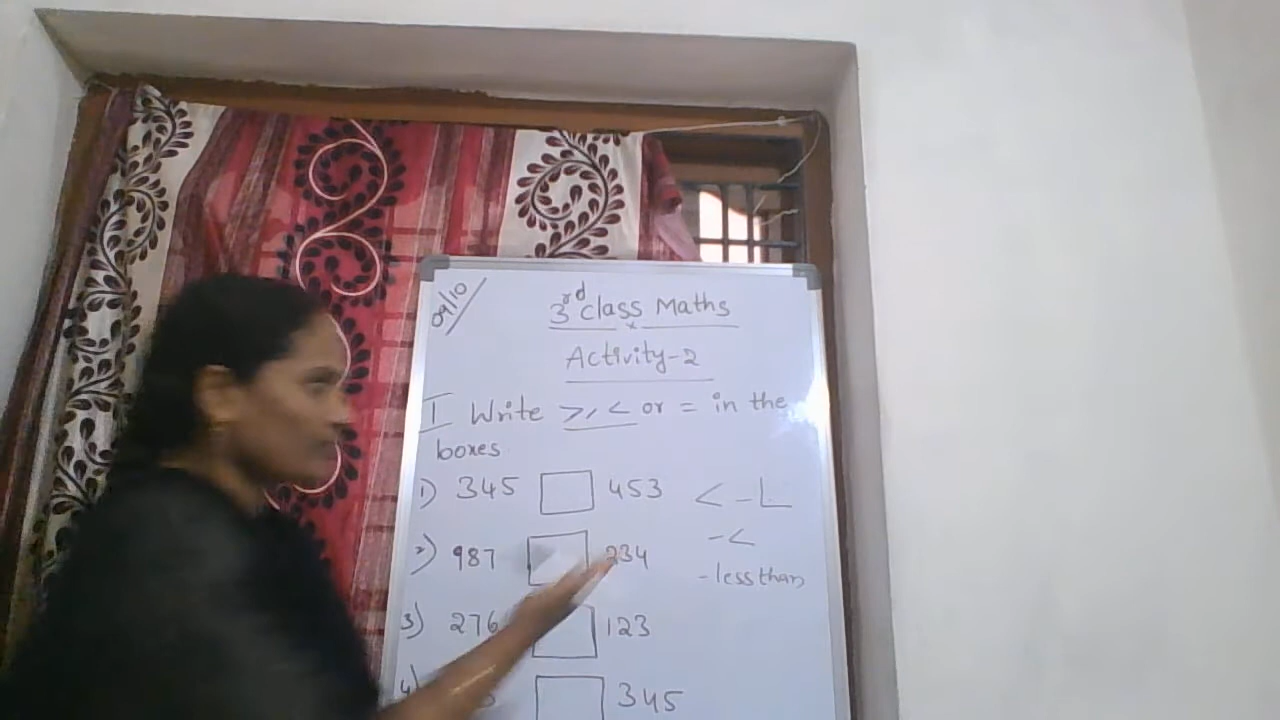 09/10
3rd class Maths
Activity-2
I Write >, < or = in the
boxes
1) 345 453 < - L
- <
2) 987 234
- less than
3) 276 123
4) 345